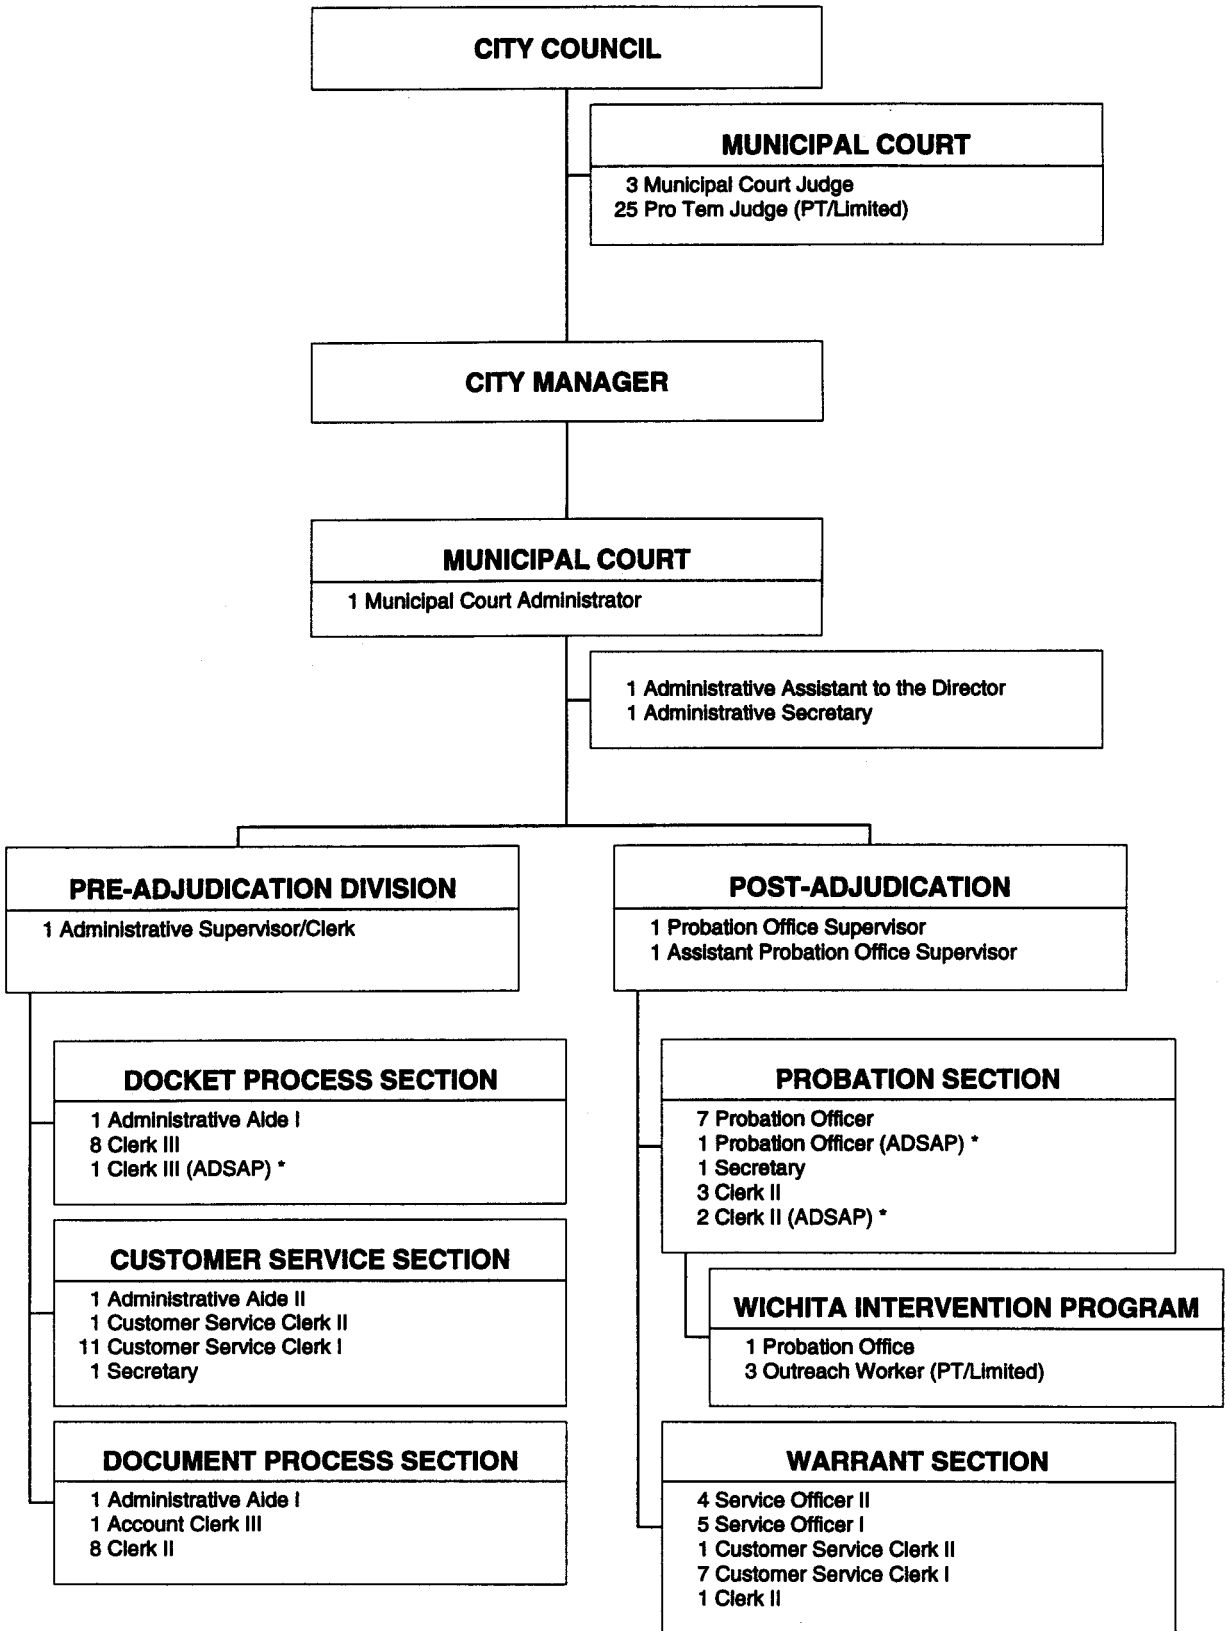 CITY COUNCIL
MUNICIPAL COURT
3 Municipal Court Judge
25 Pro Tem Judge (PT/Limited)
CITY MANAGER
MUNICIPAL COURT
1 Municipal Court Administrator
1 Administrative Assistant to the Director
1 Administrative Secretary
PRE-ADJUDICATION DIVISION
1 Administrative Supervisor/Clerk
DOCKET PROCESS SECTION
1 Administrative Aide I
8 Clerk III
1 Clerk III (ADSAP) *
CUSTOMER SERVICE SECTION
1 Administrative Aide II
1 Customer Service Clerk II
11 Customer Service Clerk I
1 Secretary
DOCUMENT PROCESS SECTION
1 Administrative Aide I
1 Account Clerk III
8 Clerk II
POST-ADJUDICATION
1 Probation Office Supervisor
1 Assistant Probation Office Supervisor
PROBATION SECTION
7 Probation Officer
1 Probation Officer (ADSAP) *
1 Secretary
3 Clerk II
2 Clerk II (ADSAP) *
WICHITA INTERVENTION PROGRAM
1 Probation Office
3 Outreach Worker (PT/Limited)
WARRANT SECTION
4 Service Officer II
5 Service Officer I
1 Customer Service Clerk II
7 Customer Service Clerk I
1 Clerk II